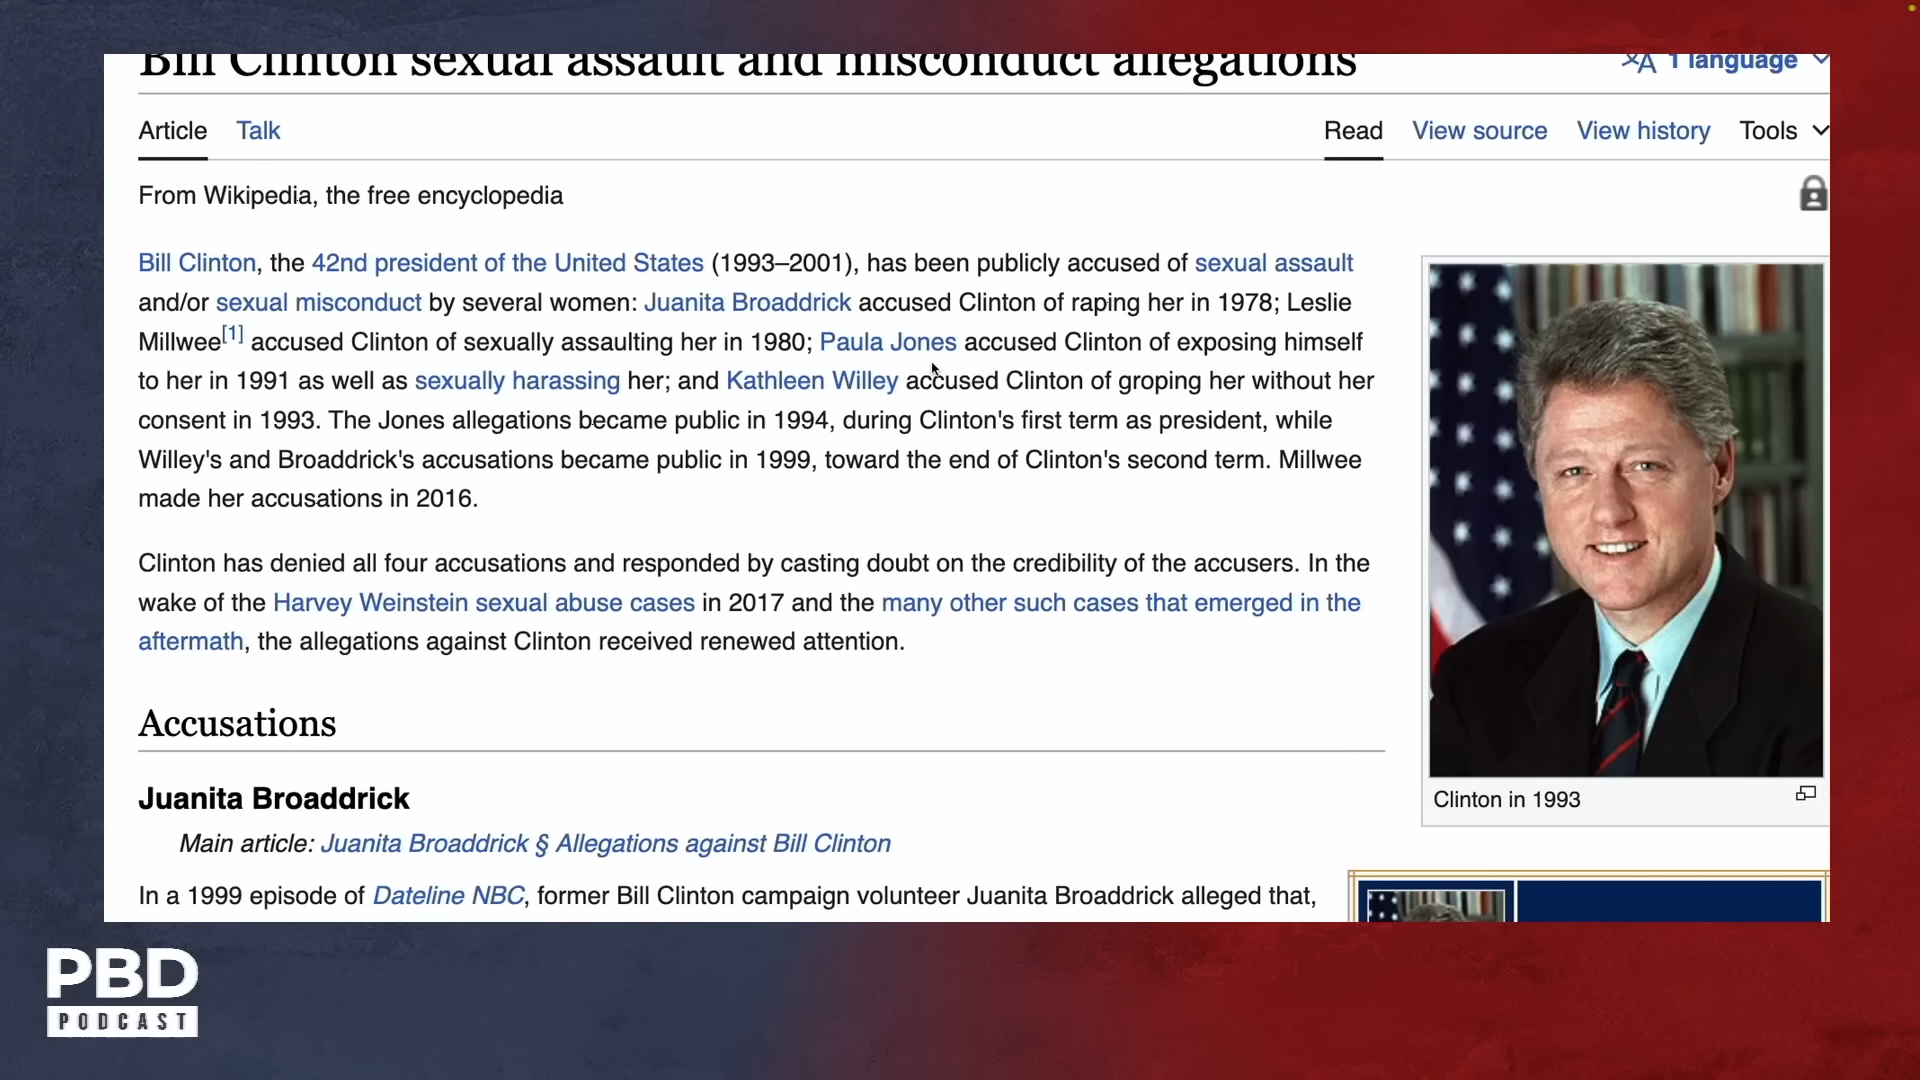 Bill Clinton sexual assault and misconduct allegations
1 language
Article Talk
Read View source View history Tools
From Wikipedia, the free encyclopedia
Bill Clinton, the 42nd president of the United States (1993–2001), has been publicly accused of sexual assault
and/or sexual misconduct by several women: Juanita Broaddrick accused Clinton of raping her in 1978; Leslie
Millwee[1] accused Clinton of sexually assaulting her in 1980; Paula Jones accused Clinton of exposing himself
to her in 1991 as well as sexually harassing her; and Kathleen Willey accused Clinton of groping her without her
consent in 1993. The Jones allegations became public in 1994, during Clinton's first term as president, while
Willey's and Broaddrick's accusations became public in 1999, toward the end of Clinton's second term. Millwee
made her accusations in 2016.
Clinton has denied all four accusations and responded by casting doubt on the credibility of the accusers. In the
wake of the Harvey Weinstein sexual abuse cases in 2017 and the many other such cases that emerged in the
aftermath, the allegations against Clinton received renewed attention.
Clinton in 1993
Accusations
Juanita Broaddrick
Main article: Juanita Broaddrick § Allegations against Bill Clinton
In a 1999 episode of Dateline NBC, former Bill Clinton campaign volunteer Juanita Broaddrick alleged that,
PBD
PODCAST